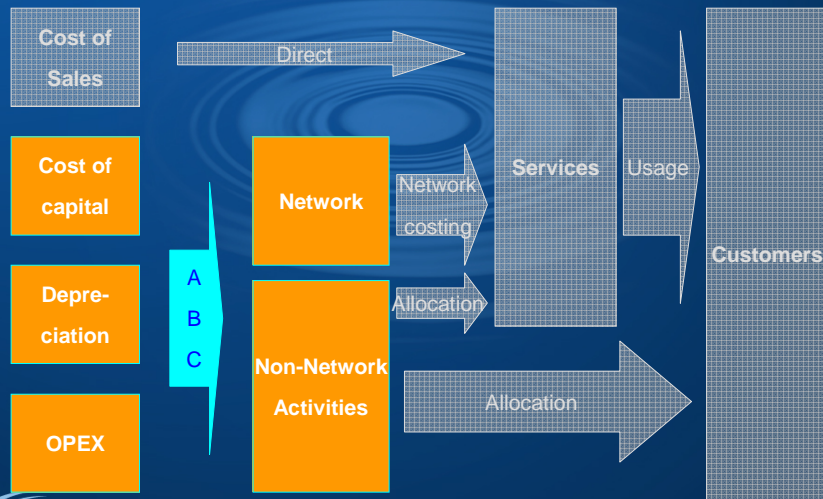 Cost of
Sales
Direct
Cost of
capital
Depre-
ciation
OPEX
A
B
C
Network
Non-Network
Activities
Network
costing
Allocation
Allocation
Services
Usage
Customers